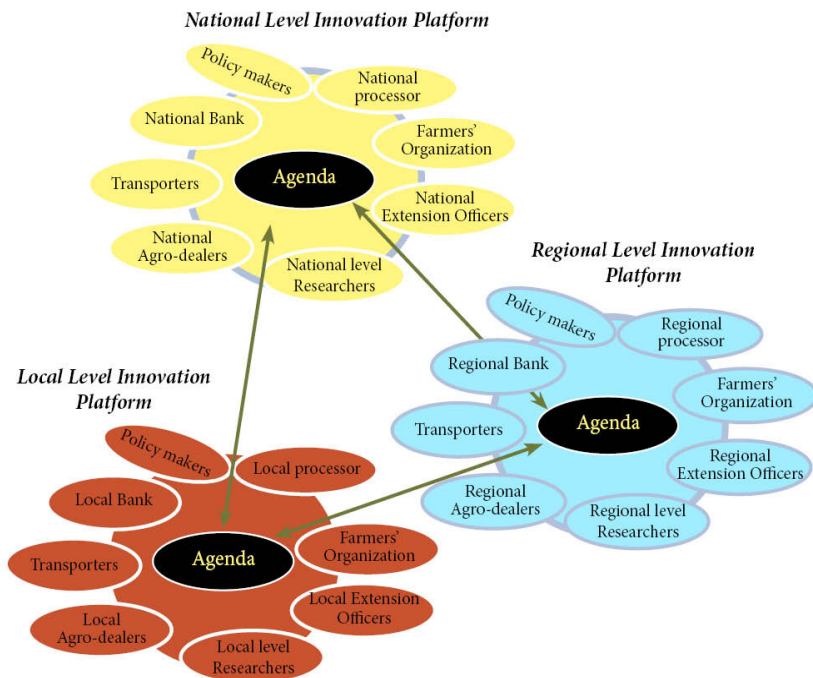 National Level Innovation Platform
Policy makers
National
processor
National Bank
Farmers'
Organization
Transporters
Agenda
National
Extension Officers
National
Agro-dealers
National level
Researchers
Regional Level Innovation
Platform
Policy makers
Regional
processor
Regional Bank
Farmers'
Organization
Transporters
Agenda
Regional
Extension Officers
Regional
Agro-dealers
Regional level
Researchers
Local Level Innovation
Platform
Policy makers
Local processor
Local Bank
Farmers'
Organization
Transporters
Agenda
Local Extension
Officers
Local
Agro-dealers
Local level
Researchers